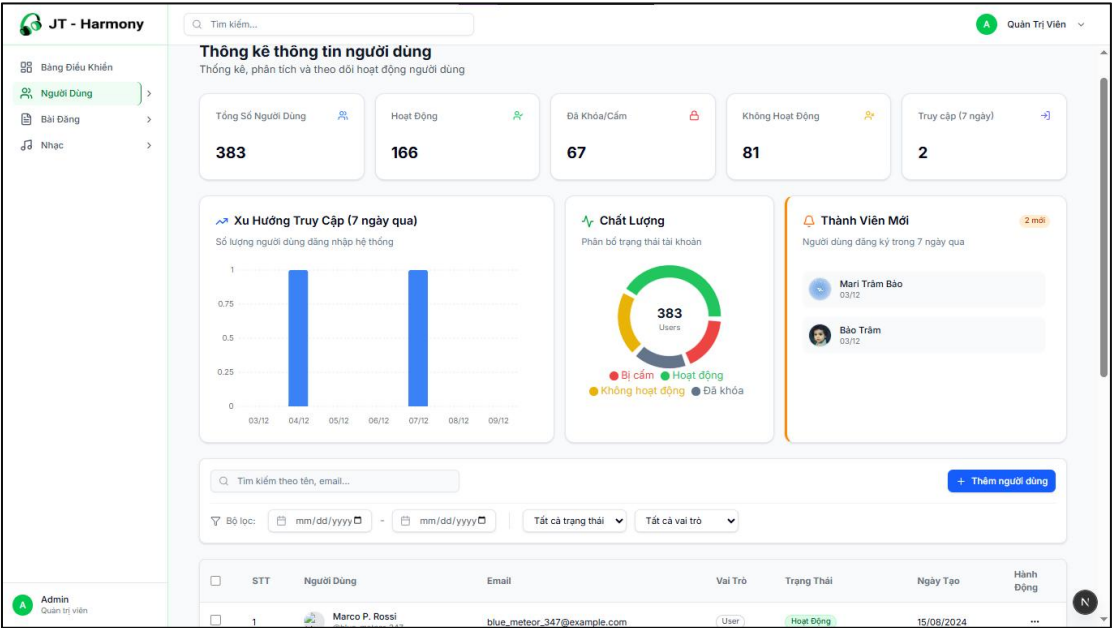 JT - Harmony
Tìm kiếm...
A
Quản Trị Viên
Bảng Điều Khiển
Người Dùng
Bài Đăng
Nhạc
Thống kê thông tin người dùng
Thống kê, phân tích và theo dõi hoạt động người dùng
Tổng Số Người Dùng
383
Hoạt Động
166
Đã Khóa/Cấm
67
Không Hoạt Động
81
Truy cập (7 ngày)
2
Xu Hướng Truy Cập (7 ngày qua)
Số lượng người dùng đăng nhập hệ thống
1
0.75
0.5
0.25
0
03/12 04/12 05/12 06/12 07/12 08/12 09/12
Chất Lượng
Phân bố trạng thái tài khoản
383
Users
Bị cấm Hoạt động
Không hoạt động Đã khóa
Thành Viên Mới
2 mới
Người dùng đăng ký trong 7 ngày qua
Mari Trâm Bảo
03/12
Bảo Trâm
03/12
Tìm kiếm theo tên, email...
+ Thêm người dùng
Bộ lọc: mm/dd/yyyy - mm/dd/yyyy Tất cả trạng thái Tất cả vai trò
STT Người Dùng Email Vai Trò Trạng Thái Ngày Tạo Hành Động
1 Marco P. Rossi blue_meteor_347@example.com User Hoạt Động 15/08/2024 ...
A
Admin
Quản trị viên
N